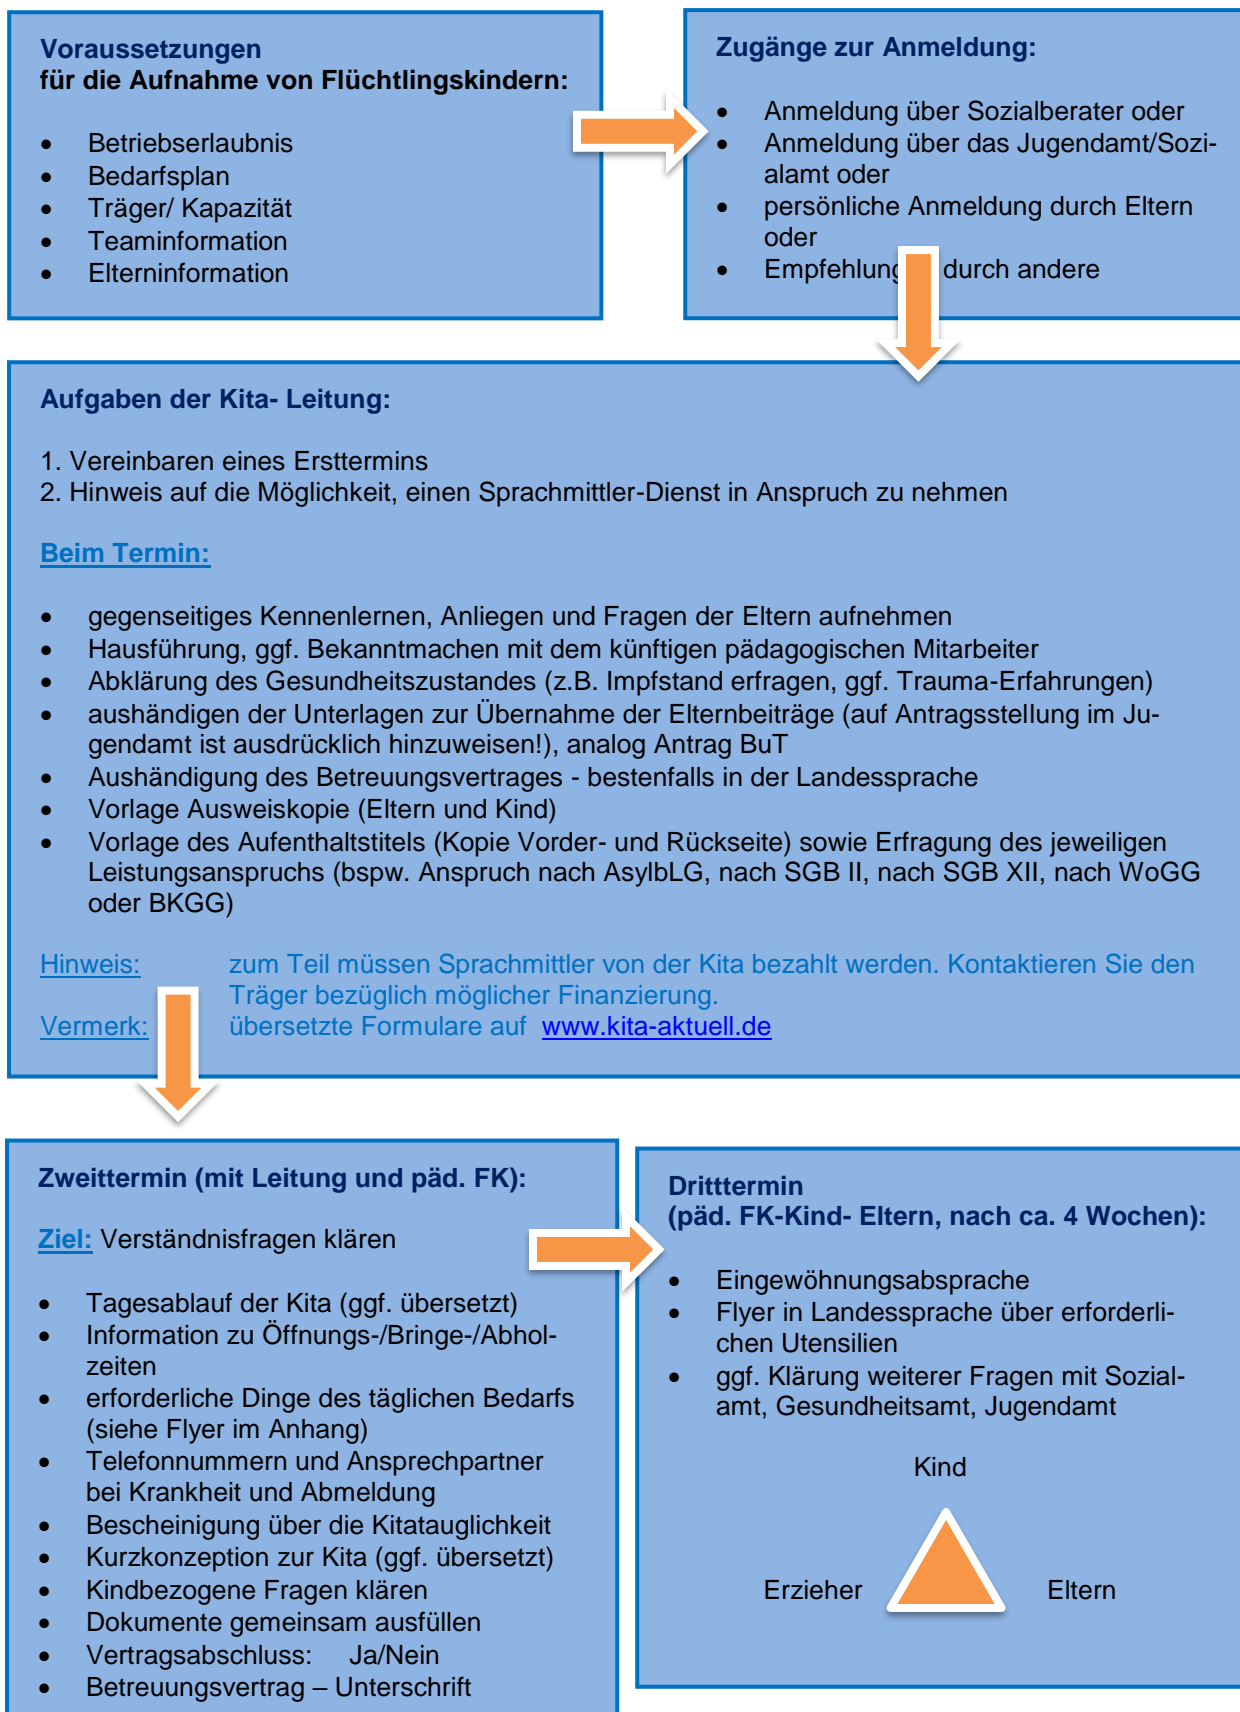 Voraussetzungen
für die Aufnahme von Flüchtlingskindern:
• Betriebserlaubnis
• Bedarfsplan
• Träger/ Kapazität
• Teaminformation
• Elterninformation
Zugänge zur Anmeldung:
• Anmeldung über Sozialberater oder
• Anmeldung über das Jugendamt/Sozi-
alamt oder
• persönliche Anmeldung durch Eltern
oder
• durch andere
Aufgaben der Kita- Leitung:
1. Vereinbaren eines Ersttermins
2. Hinweis auf die Möglichkeit, einen Sprachmittler-Dienst in Anspruch zu nehmen
Beim Termin:
• gegenseitiges Kennenlernen, Anliegen und Fragen der Eltern aufnehmen
• Hausführung, ggf. Bekanntmachen mit dem künftigen pädagogischen Mitarbeiter
• Abklärung des Gesundheitszustandes (z.B. Impfstand erfragen, ggf. Trauma-Erfahrungen)
• aushändigen der Unterlagen zur Übernahme der Elternbeiträge (auf Antragsstellung im Ju-
gendamt ist ausdrücklich hinzuweisen!), analog Antrag BuT
• Aushändigung des Betreuungsvertrages - bestenfalls in der Landessprache
• Vorlage Ausweiskopie (Eltern und Kind)
• Vorlage des Aufenthaltstitels (Kopie Vorder- und Rückseite) sowie Erfragung des jeweiligen
Leistungsanspruchs (bspw. Anspruch nach AsylbLG, nach SGB II, nach SGB XII, nach WoGG
oder BKGG)
Hinweis: zum Teil müssen Sprachmittler von der Kita bezahlt werden. Kontaktieren Sie den
Träger bezüglich möglicher Finanzierung.
Vermerk: übersetzte Formulare auf www.kita-aktuell.de
Zweittermin (mit Leitung und päd. FK):
Ziel: Verständnisfragen klären
• Tagesablauf der Kita (ggf. übersetzt)
• Information zu Öffnungs-/Bringe-/Abhol-
zeiten
• erforderliche Dinge des täglichen Bedarfs
(siehe Flyer im Anhang)
• Telefonnummern und Ansprechpartner
bei Krankheit und Abmeldung
• Bescheinigung über die Kitatauglichkeit
• Kurzkonzeption zur Kita (ggf. übersetzt)
• Kindbezogene Fragen klären
• Dokumente gemeinsam ausfüllen
• Vertragsabschluss: Ja/Nein
• Betreuungsvertrag – Unterschrift
Dritttermin
(päd. FK-Kind- Eltern, nach ca. 4 Wochen):
• Eingewöhnungsabsprache
• Flyer in Landessprache über erforderli-
chen Utensilien
• ggf. Klärung weiterer Fragen mit Sozial-
amt, Gesundheitsamt, Jugendamt
Kind
Erzieher Eltern